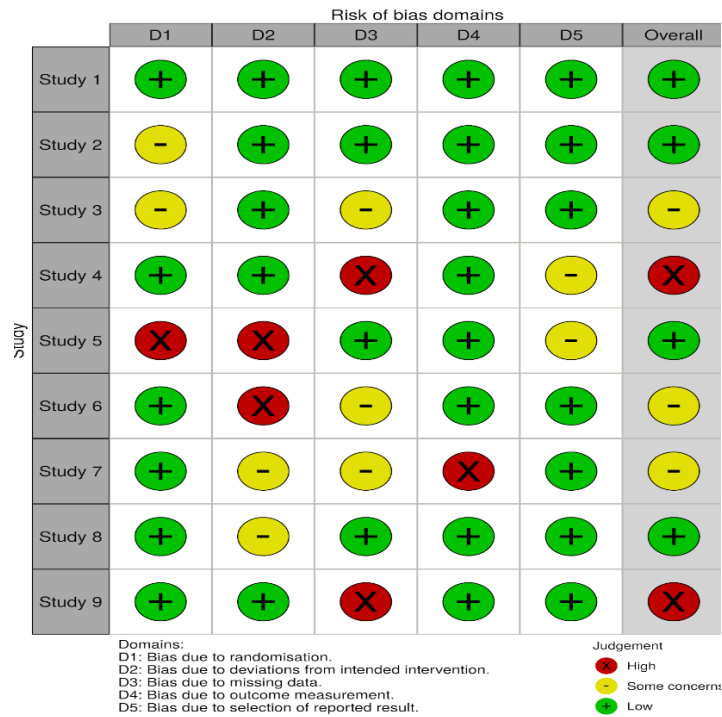 Risk of bias domains
D1 D2 D3 D4 D5 Overall
Study 1 + + + + + +
Study 2 - + + + + +
Study 3 - + - + + -
Study 4 + + X + - X
Study 5 X X + + - +
Study 6 + X - + + -
Study 7 + - - X + -
Study 8 + - + + + +
Study 9 + + X + + X
Study
Domains:
D1: Bias due to randomisation.
D2: Bias due to deviations from intended intervention.
D3: Bias due to missing data.
D4: Bias due to outcome measurement.
D5: Bias due to selection of reported result.
Judgement
X High
- Some concerns
+ Low